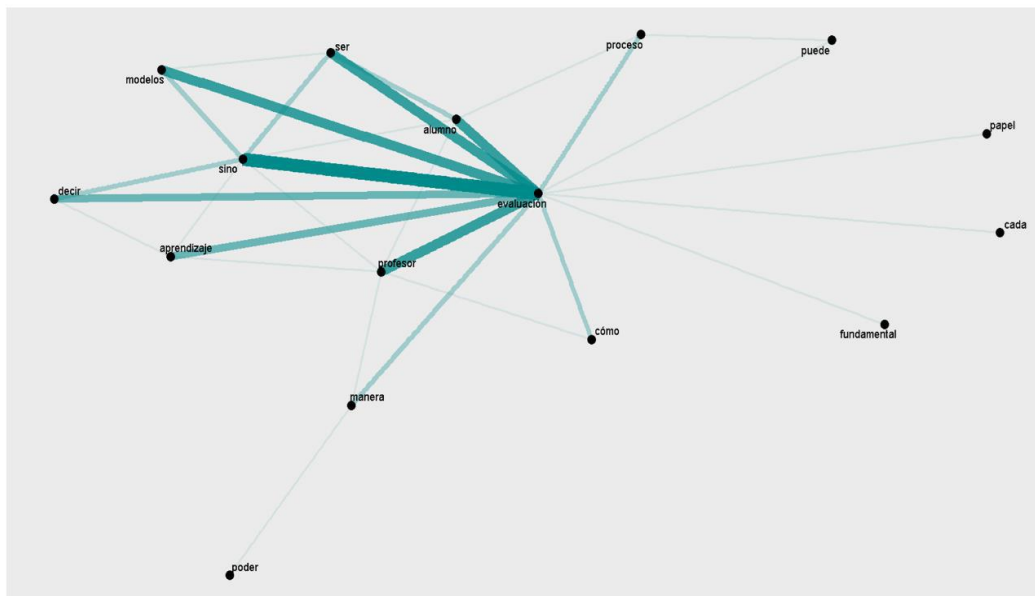 proceso
ser
puede
modelos
alumno
papel
sino
decir
evaluación
cada
aprendizaje
profesor
cómo
fundamental
manera
poder